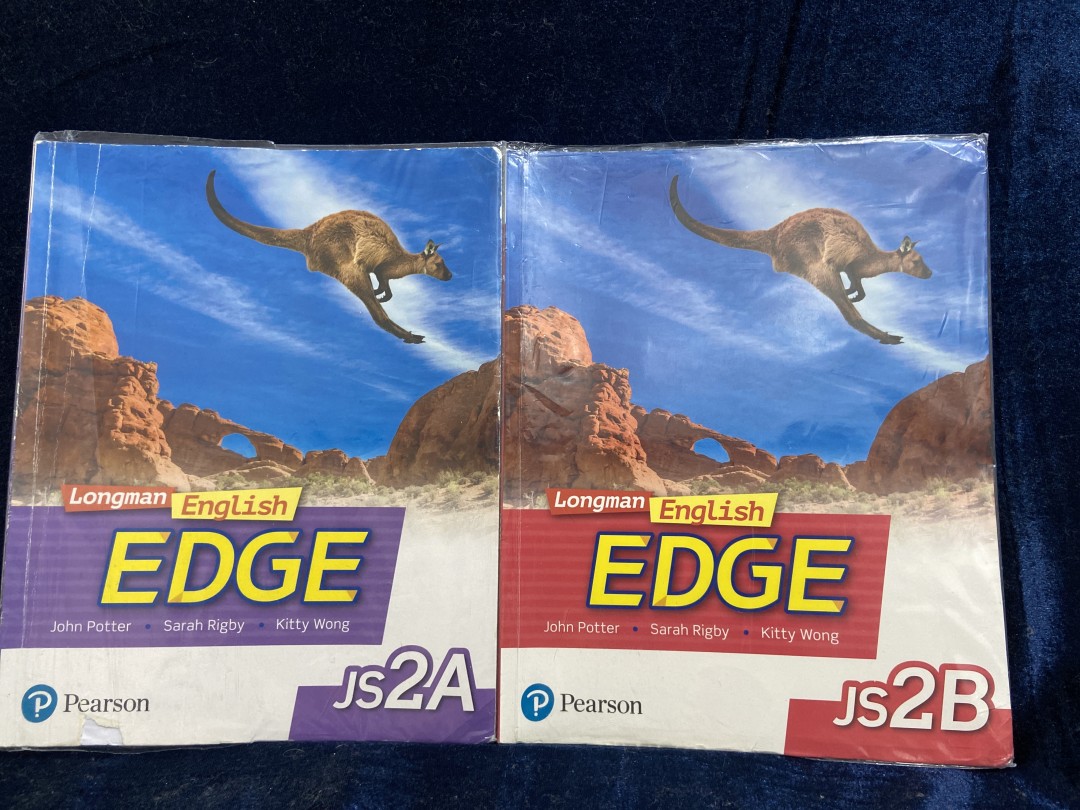 Longman English
EDGE
John Potter • Sarah Rigby • Kitty Wong
JS2A
Pearson
Longman English
EDGE
John Potter • Sarah Rigby • Kitty Wong
JS2B
Pearson